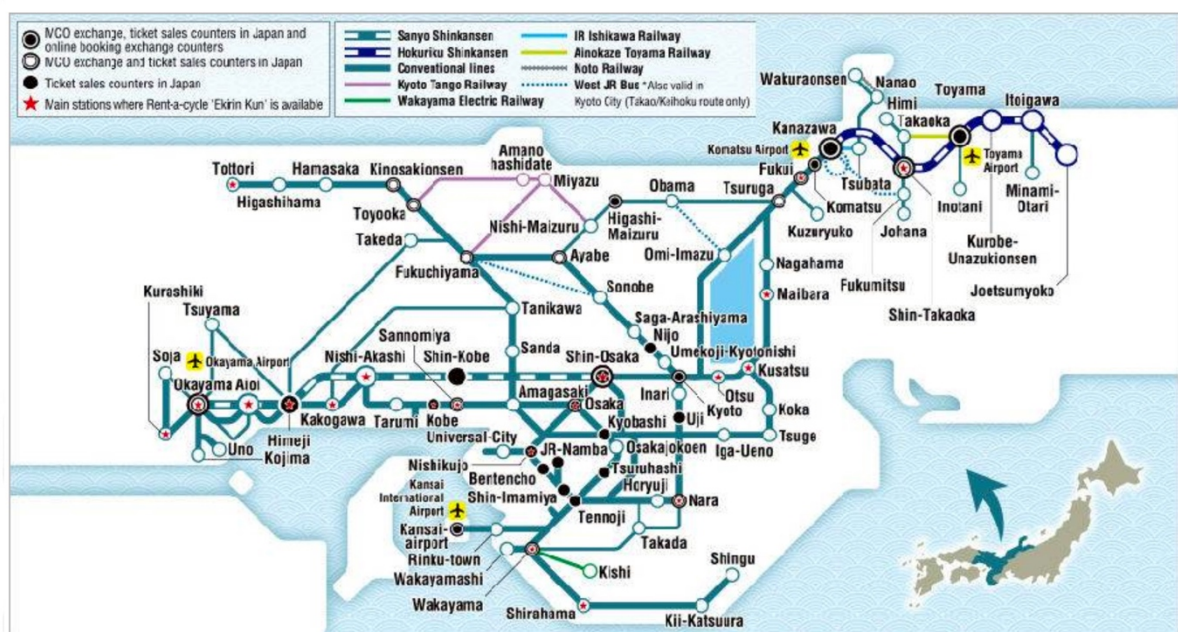 MCO exchange, ticket sales counters in Japan and
online booking exchange counters
MCO exchange and ticket sales counters in Japan
Ticket sales counters in Japan
Main stations where Rent-a-cycle 'Ekirin Kun' is available
Sanyo Shinkansen
Hokuriku Shinkansen
Conventional lines
Kyoto Tango Railway
Wakayama Electric Railway
IR Ishikawa Railway
Ainokaze Toyama Railway
Noto Railway
West JR Bus *Also valid in
Kyoto City (Takao/Keihoku route only)
Wakuraonsen
Nanao
Himi
Toyama
Itoigawa
Takaoka
Kanazawa
Komatsu Airport
Toyama
Airport
Fukui
Tsubata
Komatsu
Inotani
Minami-
Otari
Kuzuryuko
Johana
Kurobe-
Unazukionsen
Fukumitsu
Joetsumyoko
Shin-Takaoka
Tottori
Hamasaka
Kinosakionsen
Amano
hashidate
Miyazu
Obama
Tsuruga
Higashihama
Toyooka
Nishi-Maizuru
Higashi-
Maizuru
Takeda
Fukuchiyama
Ayabe
Omi-Imazu
Nagahama
Kurashiki
Tsuyama
Sonobe
Maibara
Tanikawa
Saga-Arashiyama
Nijo
Sannomiya
Soja
Okayama Airport
Nishi-Akashi
Shin-Kobe
Sanda
Shin-Osaka
Umekoji-Kyotonishi
Kusatsu
Okayama
Aioi
Amagasaki
Osaka
Inari
Kyoto
Otsu
Kakogawa
Tarumi
Kobe
Kyobashi
Uji
Koka
Himeji
Uno
Kojima
Universal-City
JR-Namba
Osakajokoen
Iga-Ueno
Tsuge
Nishikujo
Bentencho
Tsuruhashi
Horyuji
Kansai
International
Airport
Shin-Imamiya
Nara
Kansai-
airport
Tennoji
Rinku-town
Takada
Wakayamashi
Kishi
Shingu
Wakayama
Shirahama
Kii-Katsuura